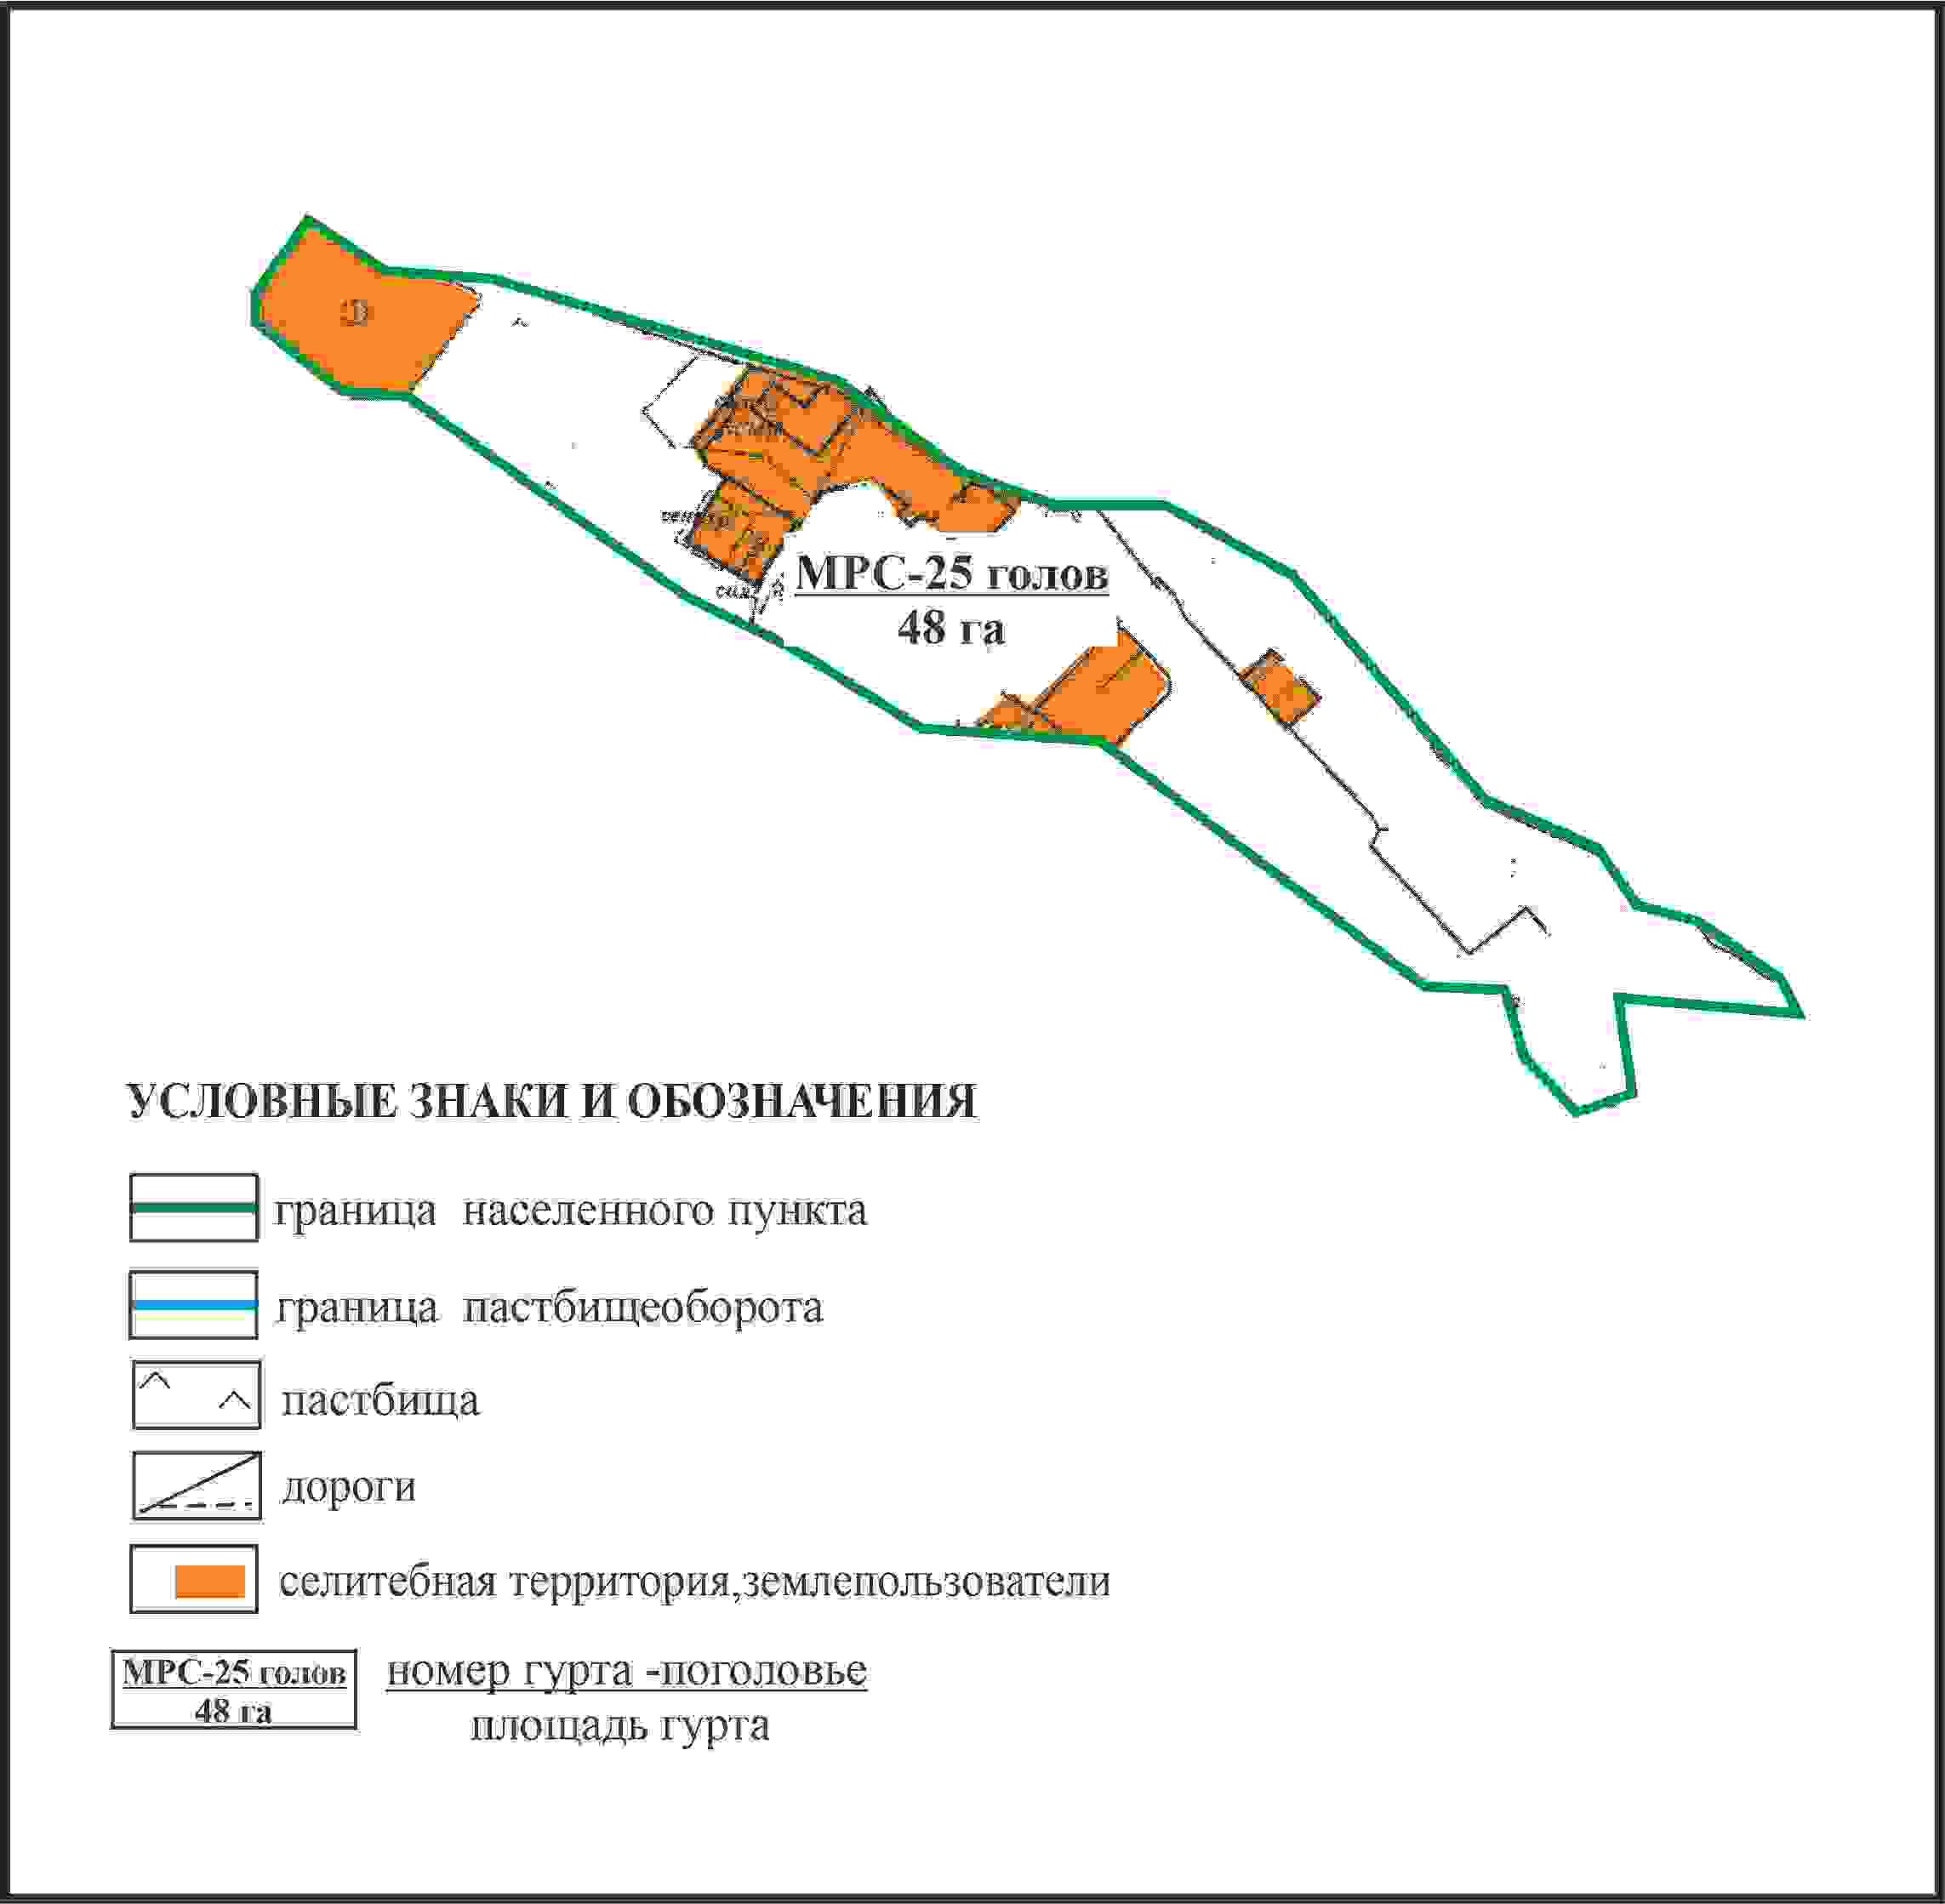 МРС-25 голов
48 га
УСЛОВНЫЕ ЗНАКИ И ОБОЗНАЧЕНИЯ
граница населенного пункта
граница пастбищеоборота
пастбища
дороги
селитебная территория,землепользователи
МРС-25 голов
48 га
номер гурта -поголовье
площадь гурта